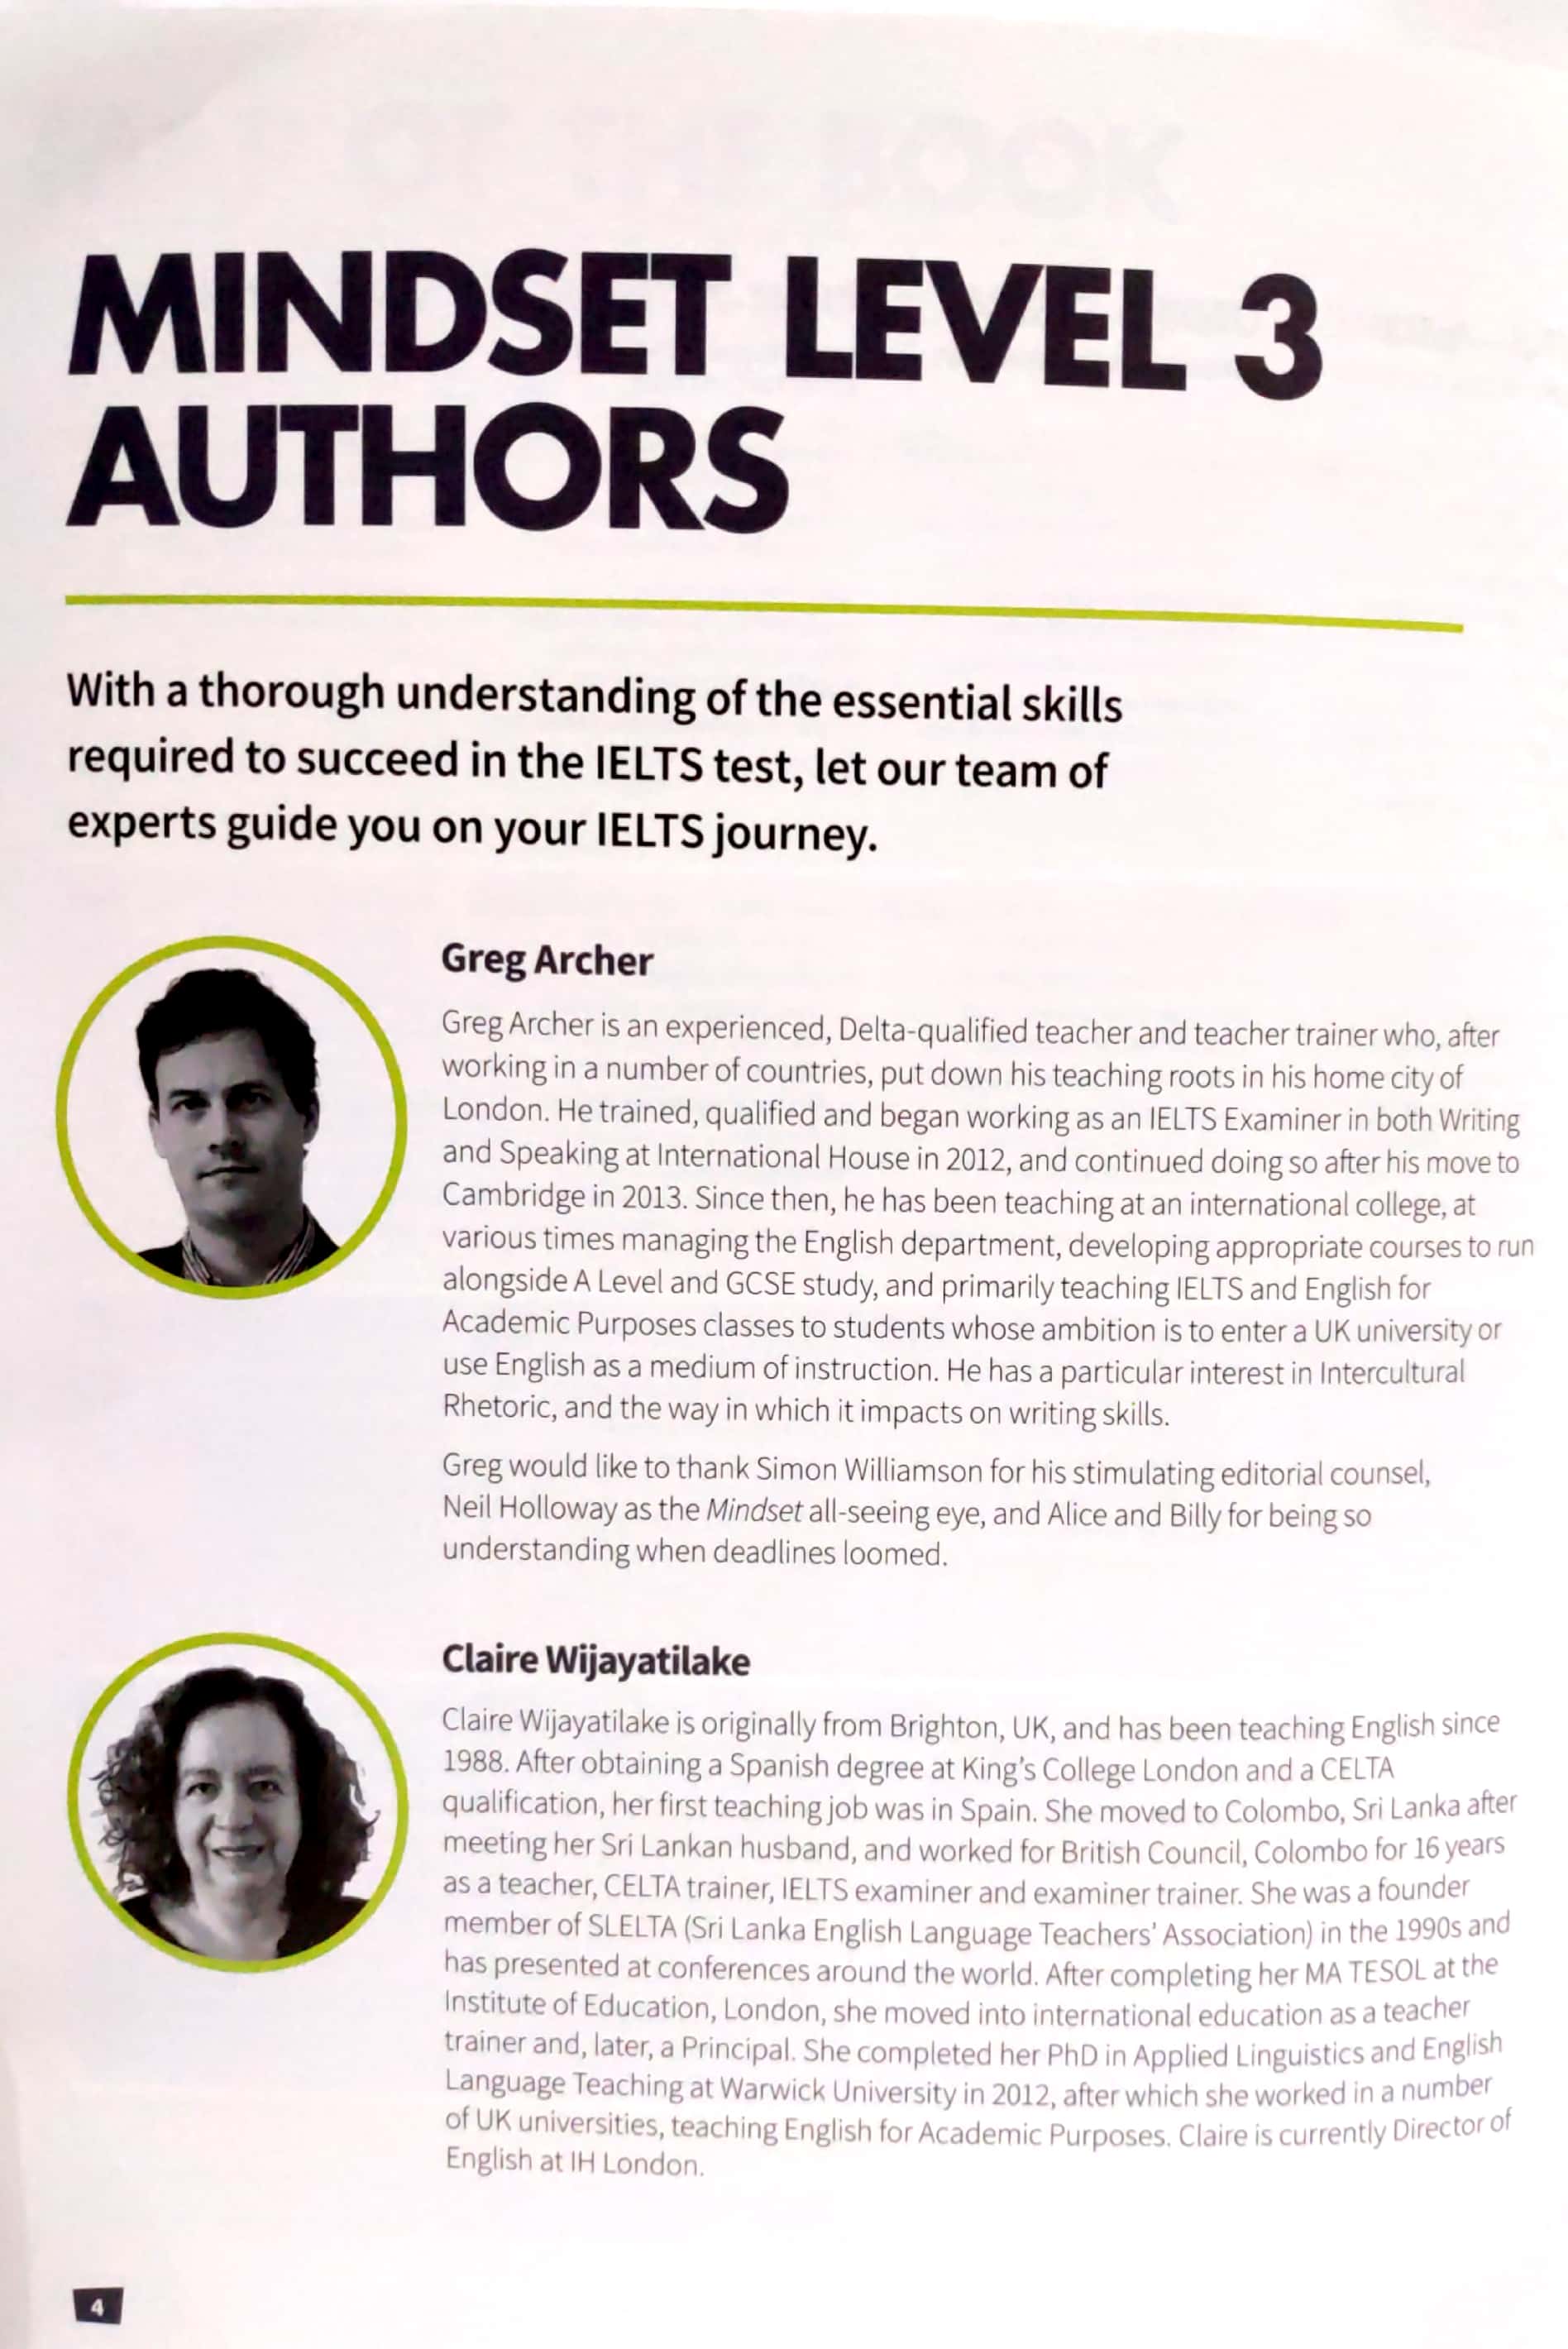 MINDSET LEVEL 3
AUTHORS
With a thorough understanding of the essential skills
required to succeed in the IELTS test, let our team of
experts guide you on your IELTS journey.
Greg Archer
Greg Archer is an experienced, Delta-qualified teacher and teacher trainer who, after
working in a number of countries, put down his teaching roots in his home city of
London. He trained, qualified and began working as an IELTS Examiner in both Writing
and Speaking at International House in 2012, and continued doing so after his move to
Cambridge in 2013. Since then, he has been teaching at an international college, at
various times managing the English department, developing appropriate courses to run
alongside A Level and GCSE study, and primarily teaching IELTS and English for
Academic Purposes classes to students whose ambition is to enter a UK university or
use English as a medium of instruction. He has a particular interest in Intercultural
Rhetoric, and the way in which it impacts on writing skills.
Greg would like to thank Simon Williamson for his stimulating editorial counsel,
Neil Holloway as the Mindset all-seeing eye, and Alice and Billy for being so
understanding when deadlines loomed.
Claire Wijayatilake
Claire Wijayatilake is originally from Brighton, UK, and has been teaching English since
1988. After obtaining a Spanish degree at King's College London and a CELTA
qualification, her first teaching job was in Spain. She moved to Colombo, Sri Lanka after
meeting her Sri Lankan husband, and worked for British Council, Colombo for 16 years
as a teacher, CELTA trainer, IELTS examiner and examiner trainer. She was a founder
member of SLELTA (Sri Lanka English Language Teachers' Association) in the 1990s and
has presented at conferences around the world. After completing her MA TESOL at the
Institute of Education, London, she moved into international education as a teacher
trainer and, later, a Principal. She completed her PhD in Applied Linguistics and English
Language Teaching at Warwick University in 2012, after which she worked in a number
of UK universities, teaching English for Academic Purposes. Claire is currently Director of
English at IH London.
4